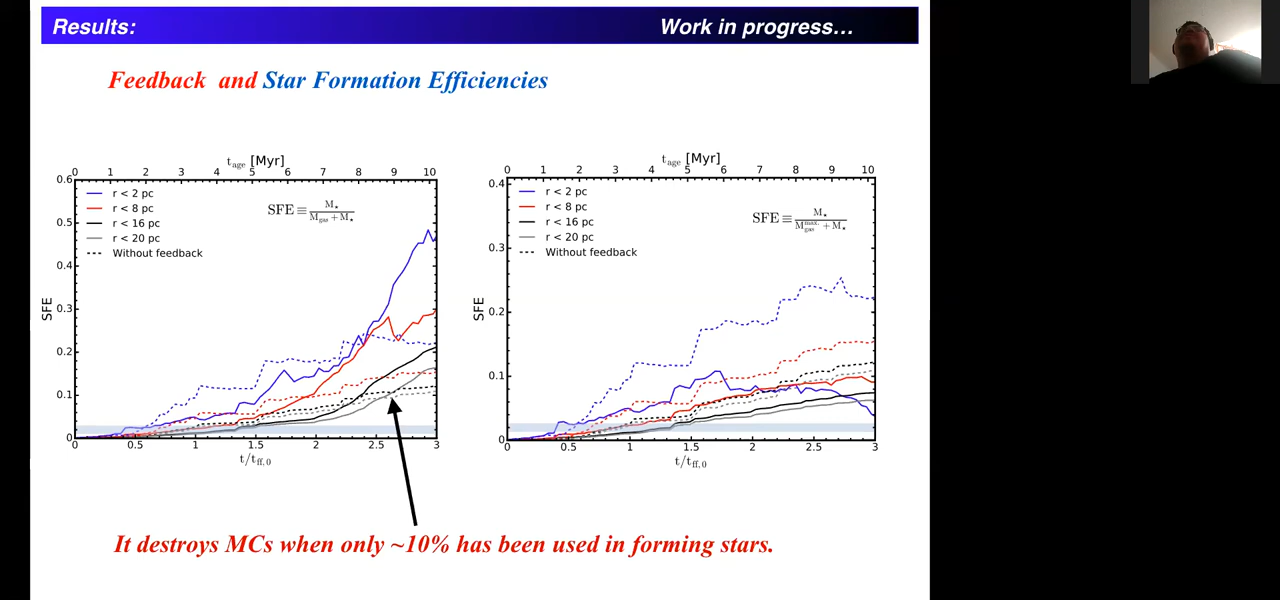 Results:
Work in progress…
Feedback and Star Formation Efficiencies
t_age [Myr]
0 1 2 3 4 5 6 7 8 9 10
0.6
0.5
0.4
0.3
0.2
0.1
0
SFE
r < 2 pc
r < 8 pc
r < 16 pc
r < 20 pc
Without feedback
SFE ≡ M⋆ / M_gas + M⋆
0 0.5 1 1.5 2 2.5 3
t/t_ff,0
t_age [Myr]
0 1 2 3 4 5 6 7 8 9 10
0.4
0.3
0.2
0.1
0
SFE
r < 2 pc
r < 8 pc
r < 16 pc
r < 20 pc
Without feedback
SFE ≡ M⋆ / M_gas^max. + M⋆
0 0.5 1 1.5 2 2.5 3
t/t_ff,0
It destroys MCs when only ~10% has been used in forming stars.